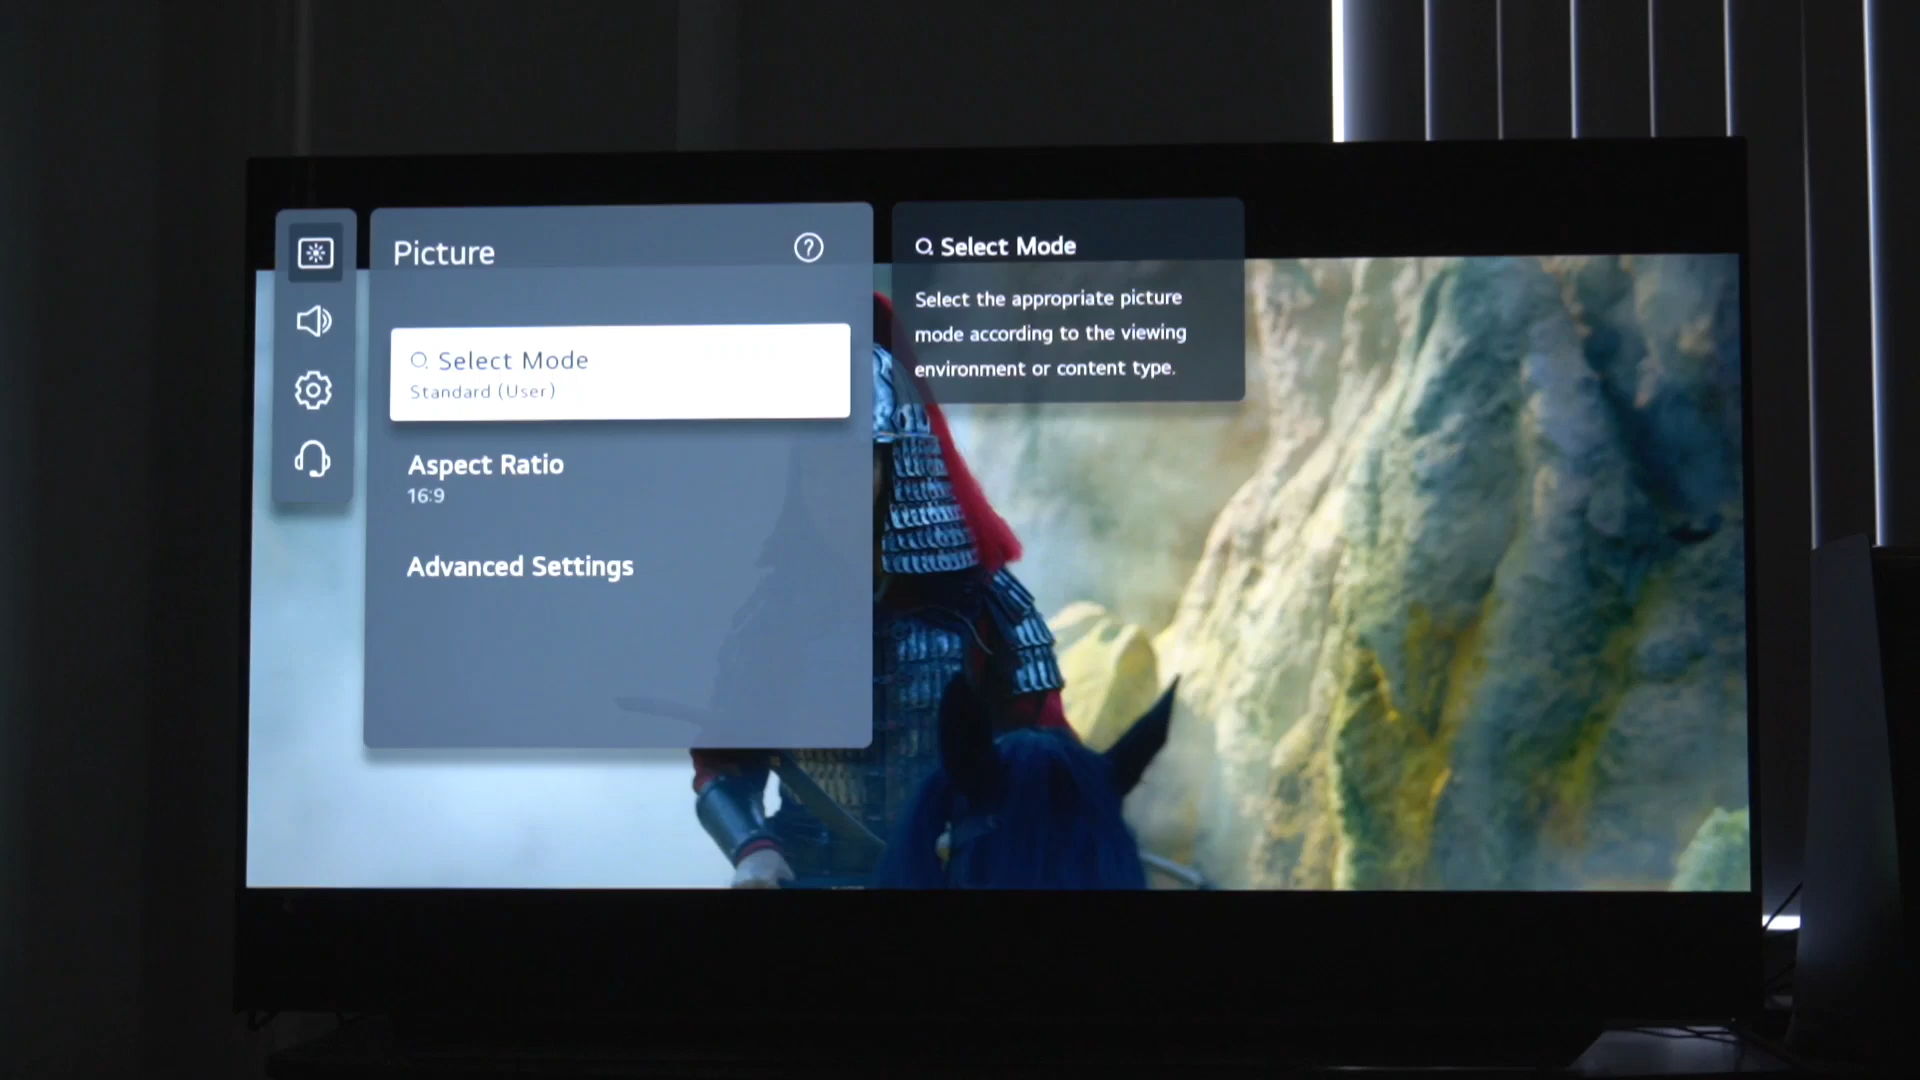 Picture
?
Select Mode
Standard (User)
Aspect Ratio
16:9
Advanced Settings
Select Mode
Select the appropriate picture
mode according to the viewing
environment or content type.